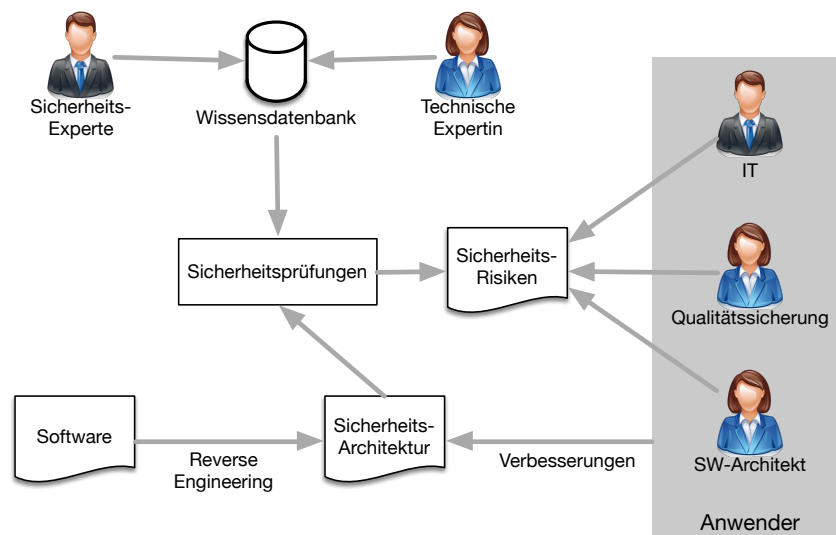 Sicherheits-
Experte
Wissensdatenbank
Technische
Expertin
IT
Sicherheitsprüfungen
Sicherheits-
Risiken
Qualitätssicherung
Software
Reverse
Engineering
Sicherheits-
Architektur
Verbesserungen
SW-Architekt
Anwender